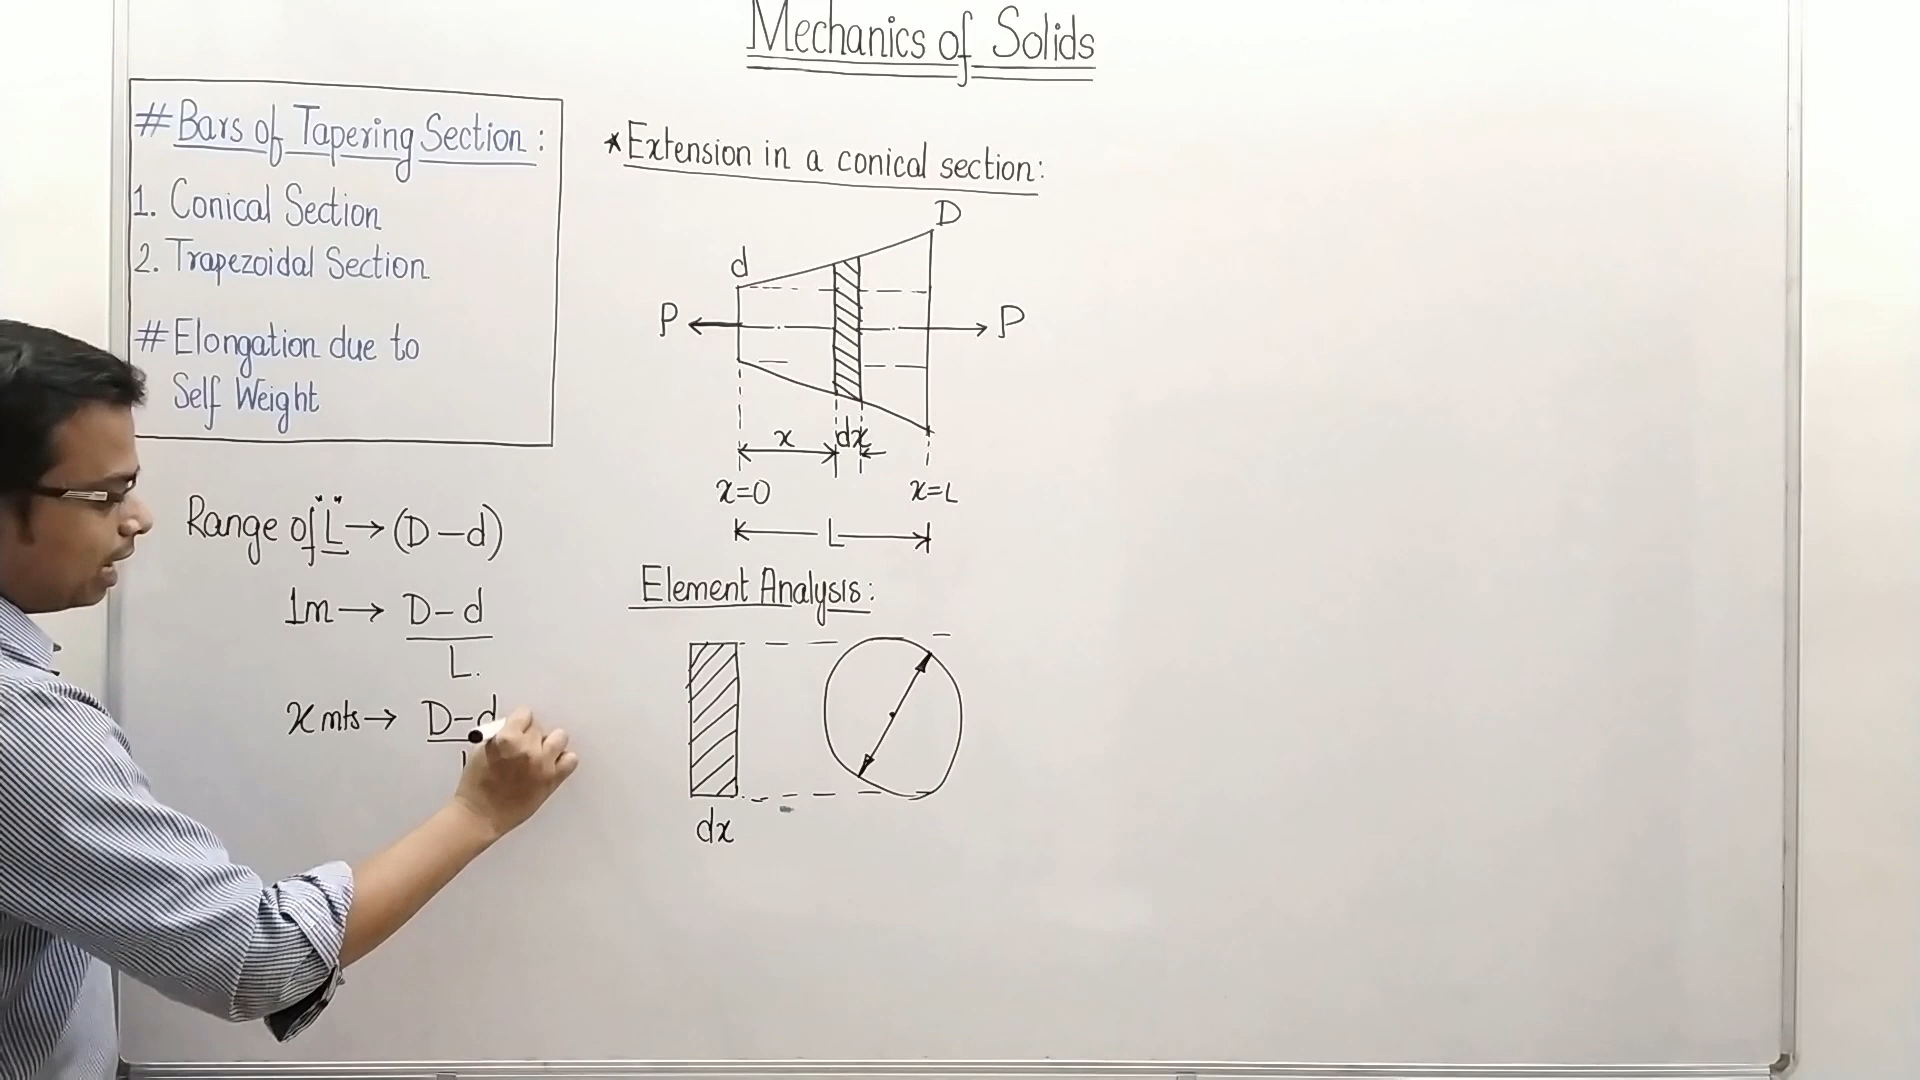 Mechanics of Solids
# Bars of Tapering Section :
1. Conical Section
2. Trapezoidal Section
# Elongation due to
Self Weight
Range of "L" → (D-d)
1m → D-d
L.
x mts → D-d
* Extension in a conical section:
D
d
P
P
x
dx
x=0
x=L
L
Element Analysis:
dx